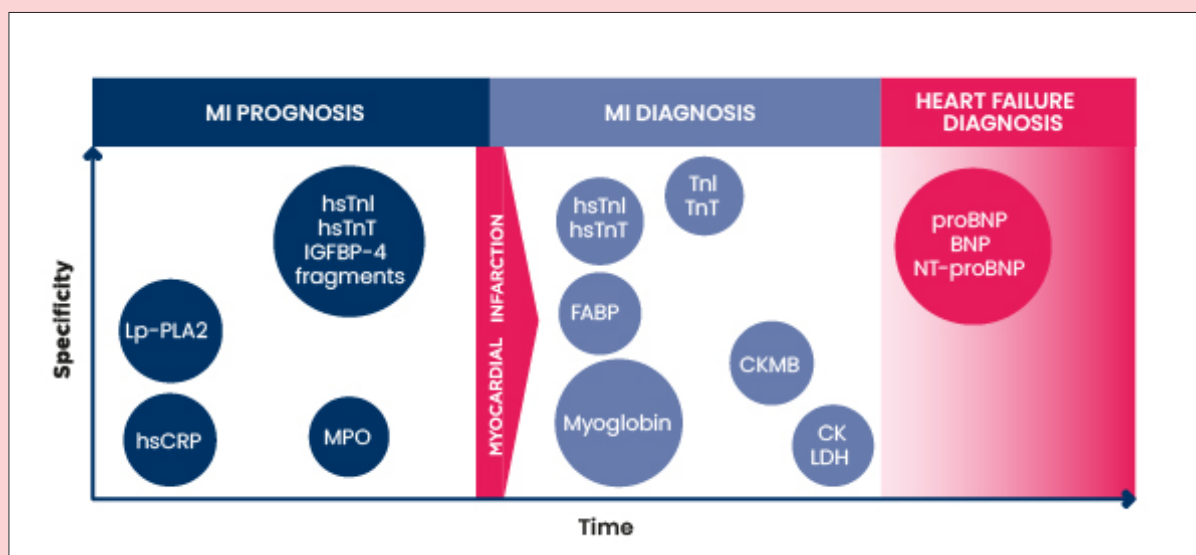 MI PROGNOSIS
MI DIAGNOSIS
HEART FAILURE
DIAGNOSIS
Specificity
hsTnI
hsTnT
IGFBP-4
fragments
Lp-PLA2
hsCRP
MPO
MYOCARDIAL INFARCTION
hsTnI
hsTnT
TnI
TnT
FABP
Myoglobin
CKMB
CK
LDH
proBNP
BNP
NT-proBNP
Time